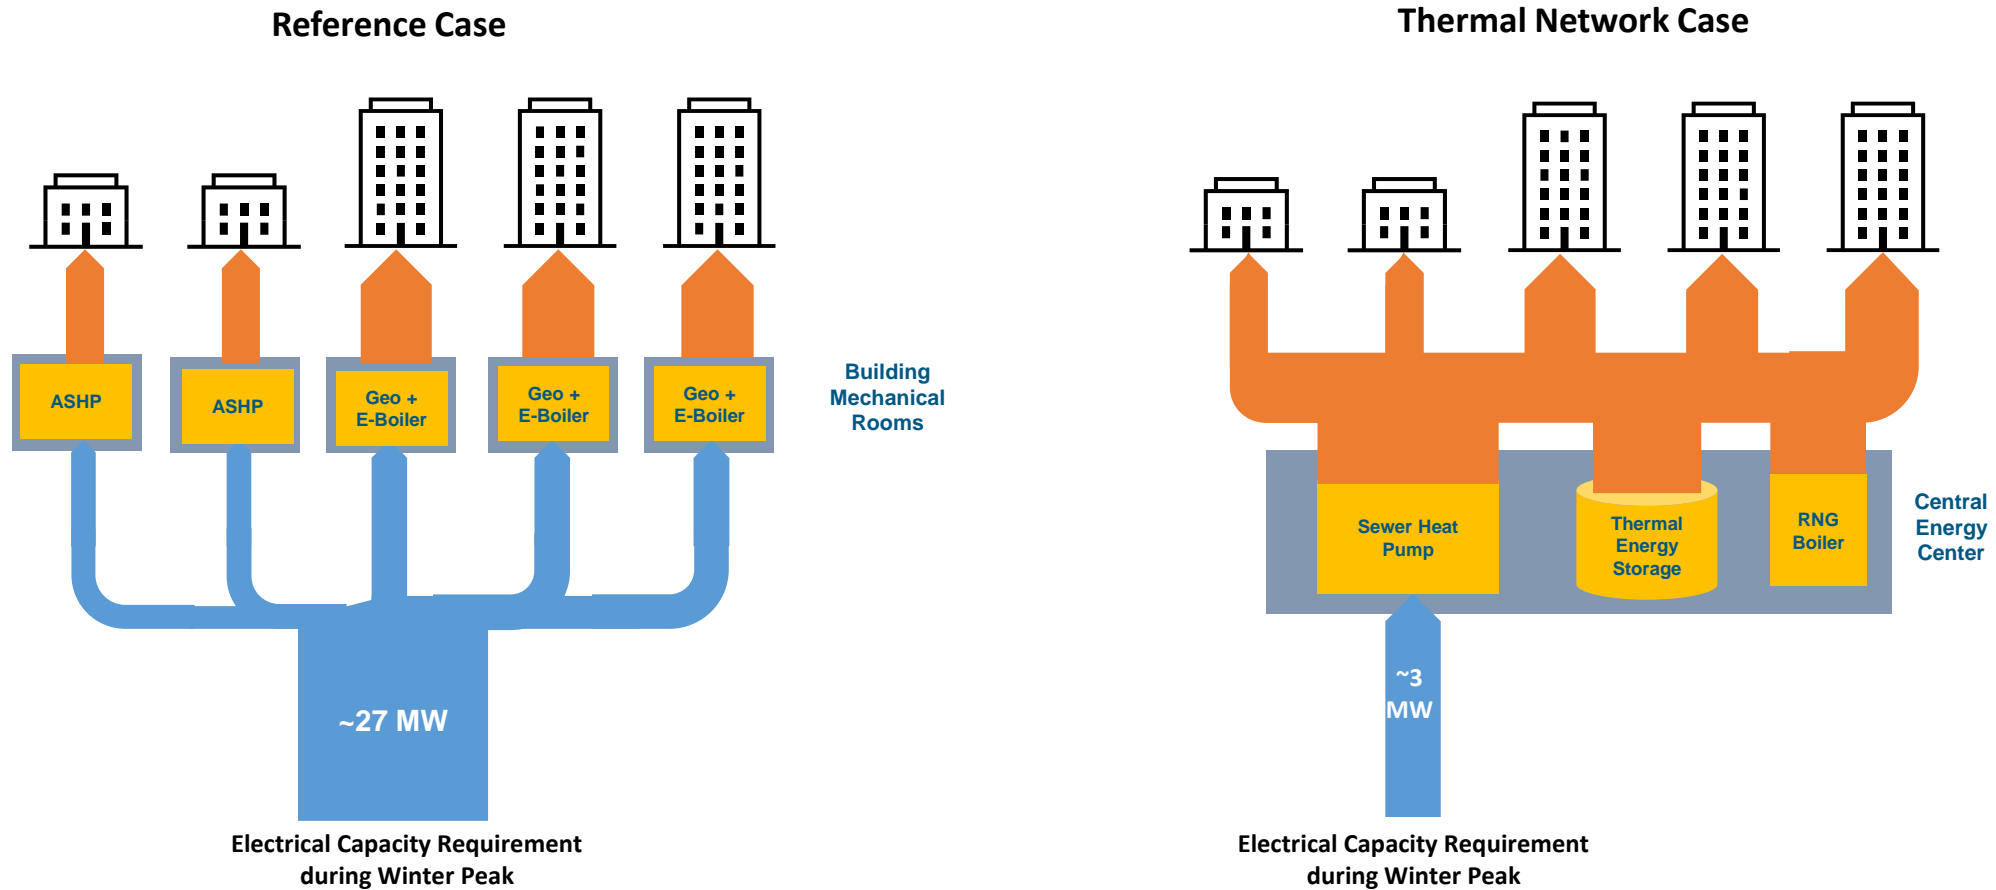 Reference Case
ASHP
ASHP
Geo +
E-Boiler
Geo +
E-Boiler
Geo +
E-Boiler
Building
Mechanical
Rooms
~27 MW
Electrical Capacity Requirement
during Winter Peak
Thermal Network Case
Sewer Heat
Pump
Thermal
Energy
Storage
RNG
Boiler
Central
Energy
Center
~3
MW
Electrical Capacity Requirement
during Winter Peak